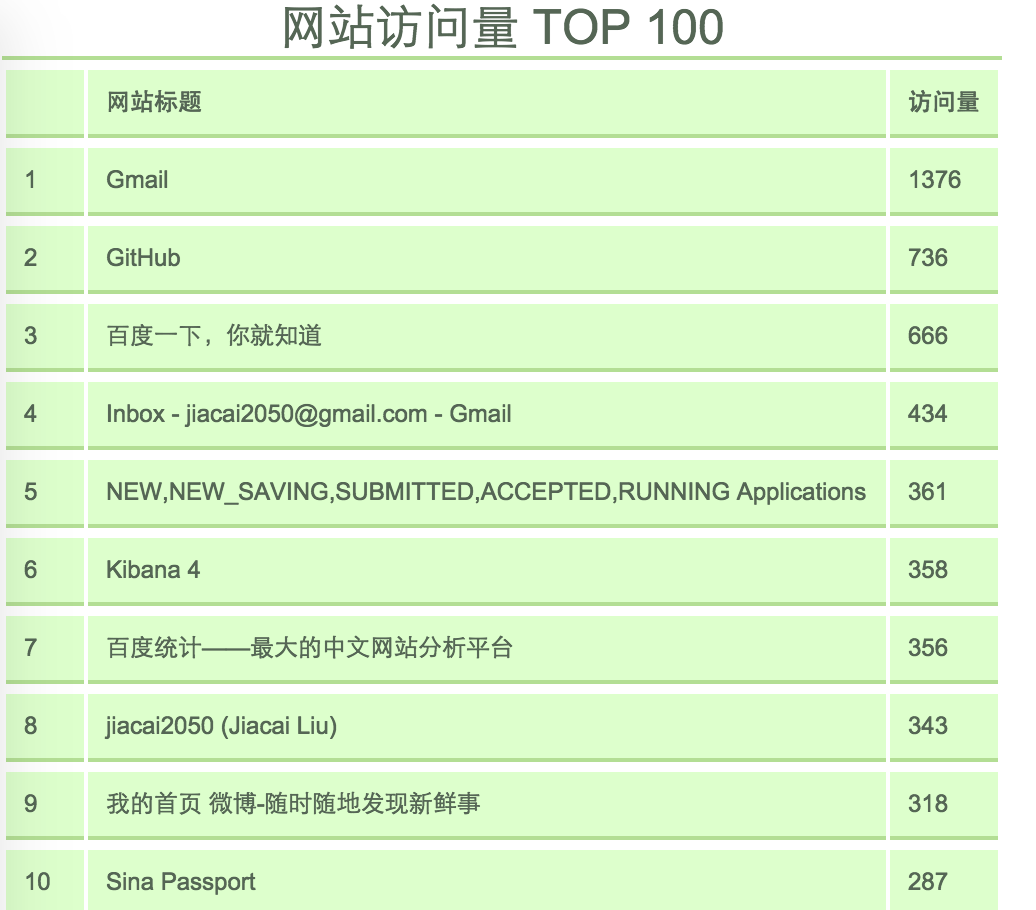 网站访问量 TOP 100
网站标题 访问量
1 Gmail 1376
2 GitHub 736
3 百度一下，你就知道 666
4 Inbox - jiacai2050@gmail.com - Gmail 434
5 NEW,NEW_SAVING,SUBMITTED,ACCEPTED,RUNNING Applications 361
6 Kibana 4 358
7 百度统计——最大的中文网站分析平台 356
8 jiacai2050 (Jiacai Liu) 343
9 我的首页 微博-随时随地发现新鲜事 318
10 Sina Passport 287